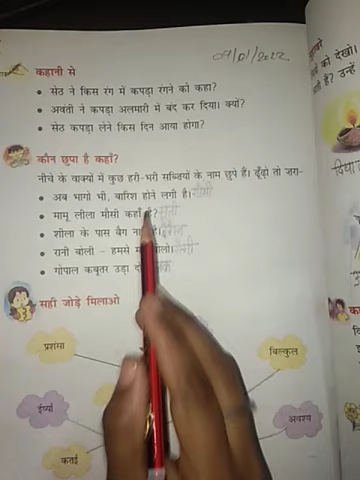 09/01/2022
कहानी से
• सेठ ने किस रंग में कपड़ा रंगने को कहा?
• अवंती ने कपड़ा अलमारी में बंद कर दिया। क्यों?
• सेठ कपड़ा लेने किस दिन आया होगा?
कौन छुपा है कहाँ?
नीचे के वाक्यों में कुछ हरी-भरी सब्ज़ियों के नाम छुपे हैं। ढूँढ़ो तो ज़रा-
• अब भागो भी, बारिश होने लगी है।
• मामू लीला मौसी कहाँ है?
• शीला के पास बैग
• रानी बोली - हमसे
• गोपाल कबूतर उड़ा
सही जोड़े मिलाओ
प्रशंसा
बिल्कुल
ईर्ष्या
अवश्य
कतई